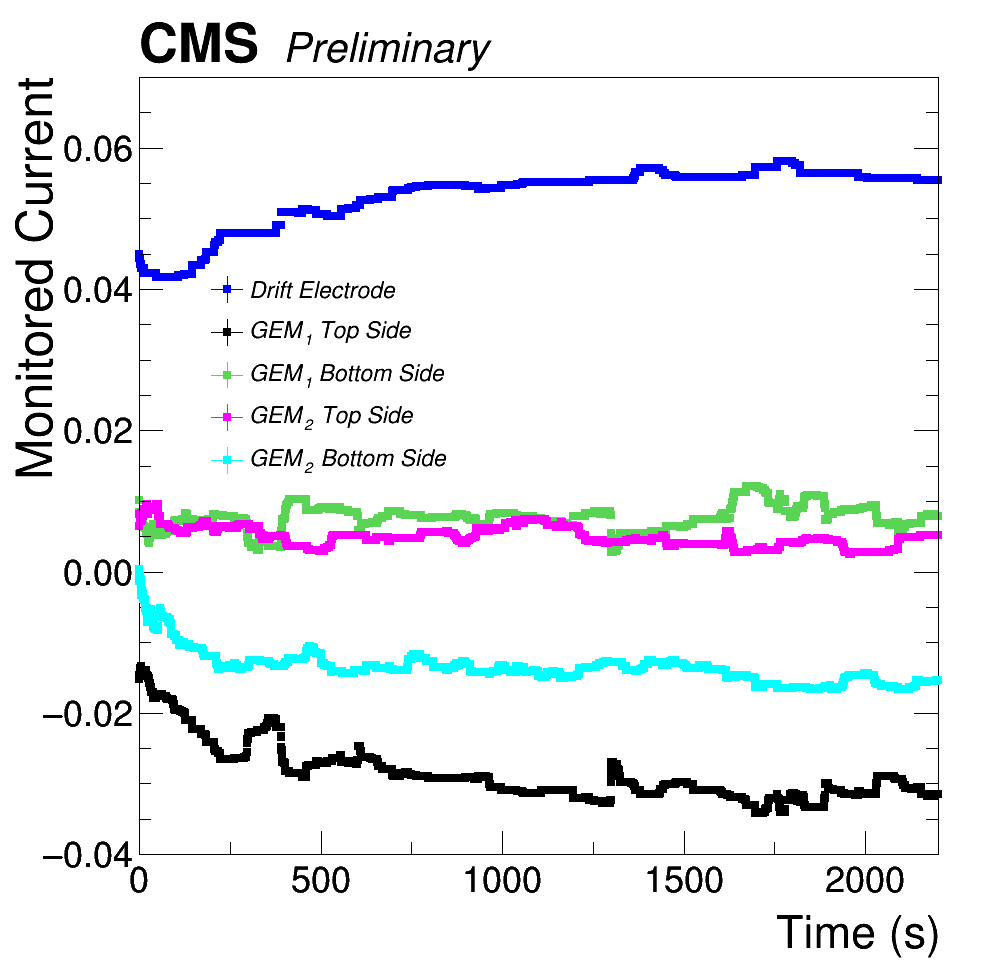 CMS Preliminary
Monitored Current
0.06
0.04
0.02
0.00
−0.02
−0.04
Drift Electrode
GEM1 Top Side
GEM1 Bottom Side
GEM2 Top Side
GEM2 Bottom Side
0 500 1000 1500 2000
Time (s)